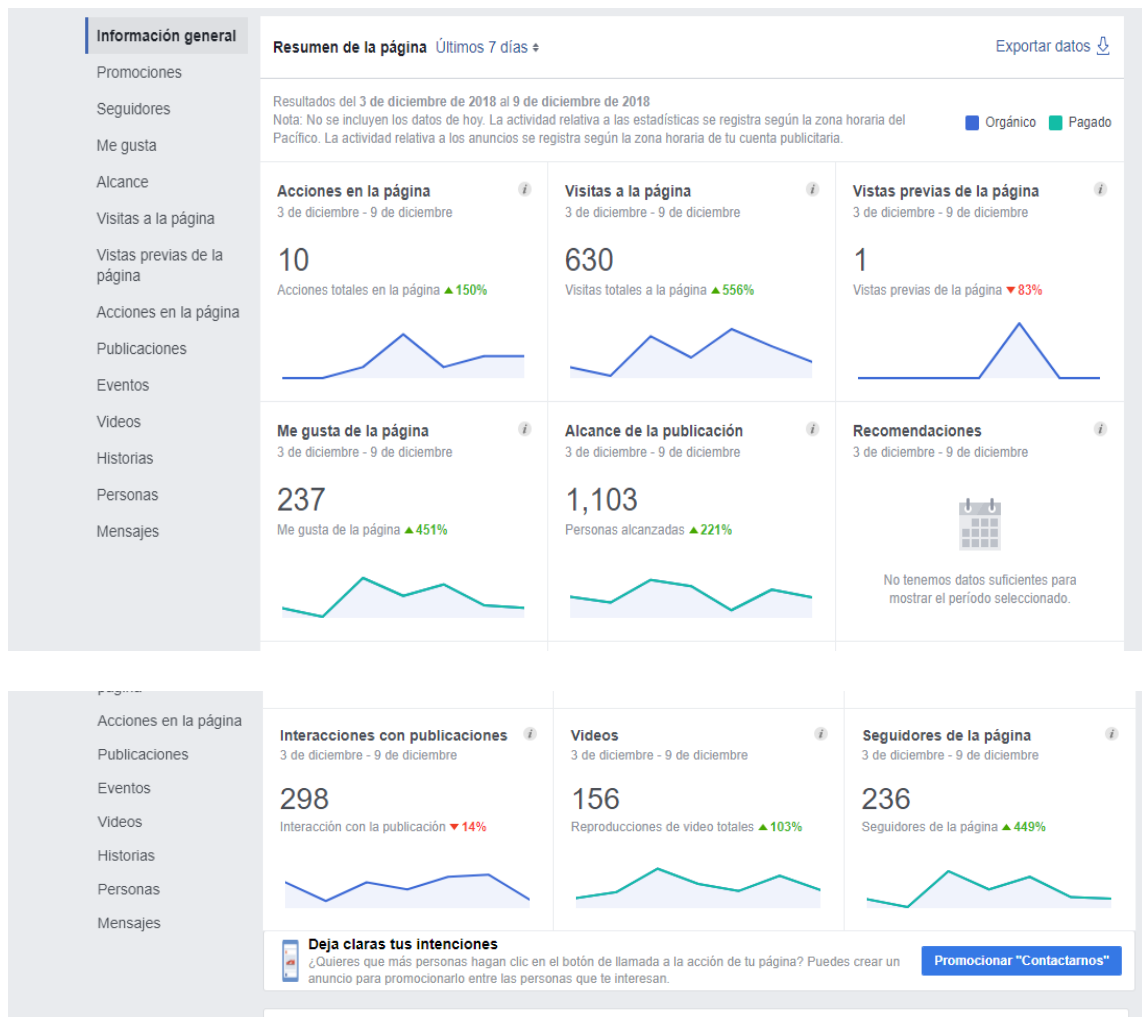 Información general
Promociones
Seguidores
Me gusta
Alcance
Visitas a la página
Vistas previas de la
página
Acciones en la página
Publicaciones
Eventos
Videos
Historias
Personas
Mensajes
Resumen de la página Últimos 7 días
Exportar datos
Resultados del 3 de diciembre de 2018 al 9 de diciembre de 2018
Nota: No se incluyen los datos de hoy. La actividad relativa a las estadísticas se registra según la zona horaria del
Pacífico. La actividad relativa a los anuncios se registra según la zona horaria de tu cuenta publicitaria.
Orgánico Pagado
Acciones en la página
3 de diciembre - 9 de diciembre
10
Acciones totales en la página ▲150%
Visitas a la página
3 de diciembre - 9 de diciembre
630
Visitas totales a la página ▲556%
Vistas previas de la página
3 de diciembre - 9 de diciembre
1
Vistas previas de la página ▼83%
Me gusta de la página
3 de diciembre - 9 de diciembre
237
Me gusta de la página ▲451%
Alcance de la publicación
3 de diciembre - 9 de diciembre
1,103
Personas alcanzadas ▲221%
Recomendaciones
3 de diciembre - 9 de diciembre
No tenemos datos suficientes para
mostrar el período seleccionado.
página
Acciones en la página
Publicaciones
Eventos
Videos
Historias
Personas
Mensajes
Interacciones con publicaciones
3 de diciembre - 9 de diciembre
298
Interacción con la publicación ▼14%
Videos
3 de diciembre - 9 de diciembre
156
Reproducciones de video totales ▲103%
Seguidores de la página
3 de diciembre - 9 de diciembre
236
Seguidores de la página ▲449%
Deja claras tus intenciones
¿Quieres que más personas hagan clic en el botón de llamada a la acción de tu página? Puedes crear un
anuncio para promocionarlo entre las personas que te interesan.
Promocionar "Contactarnos"